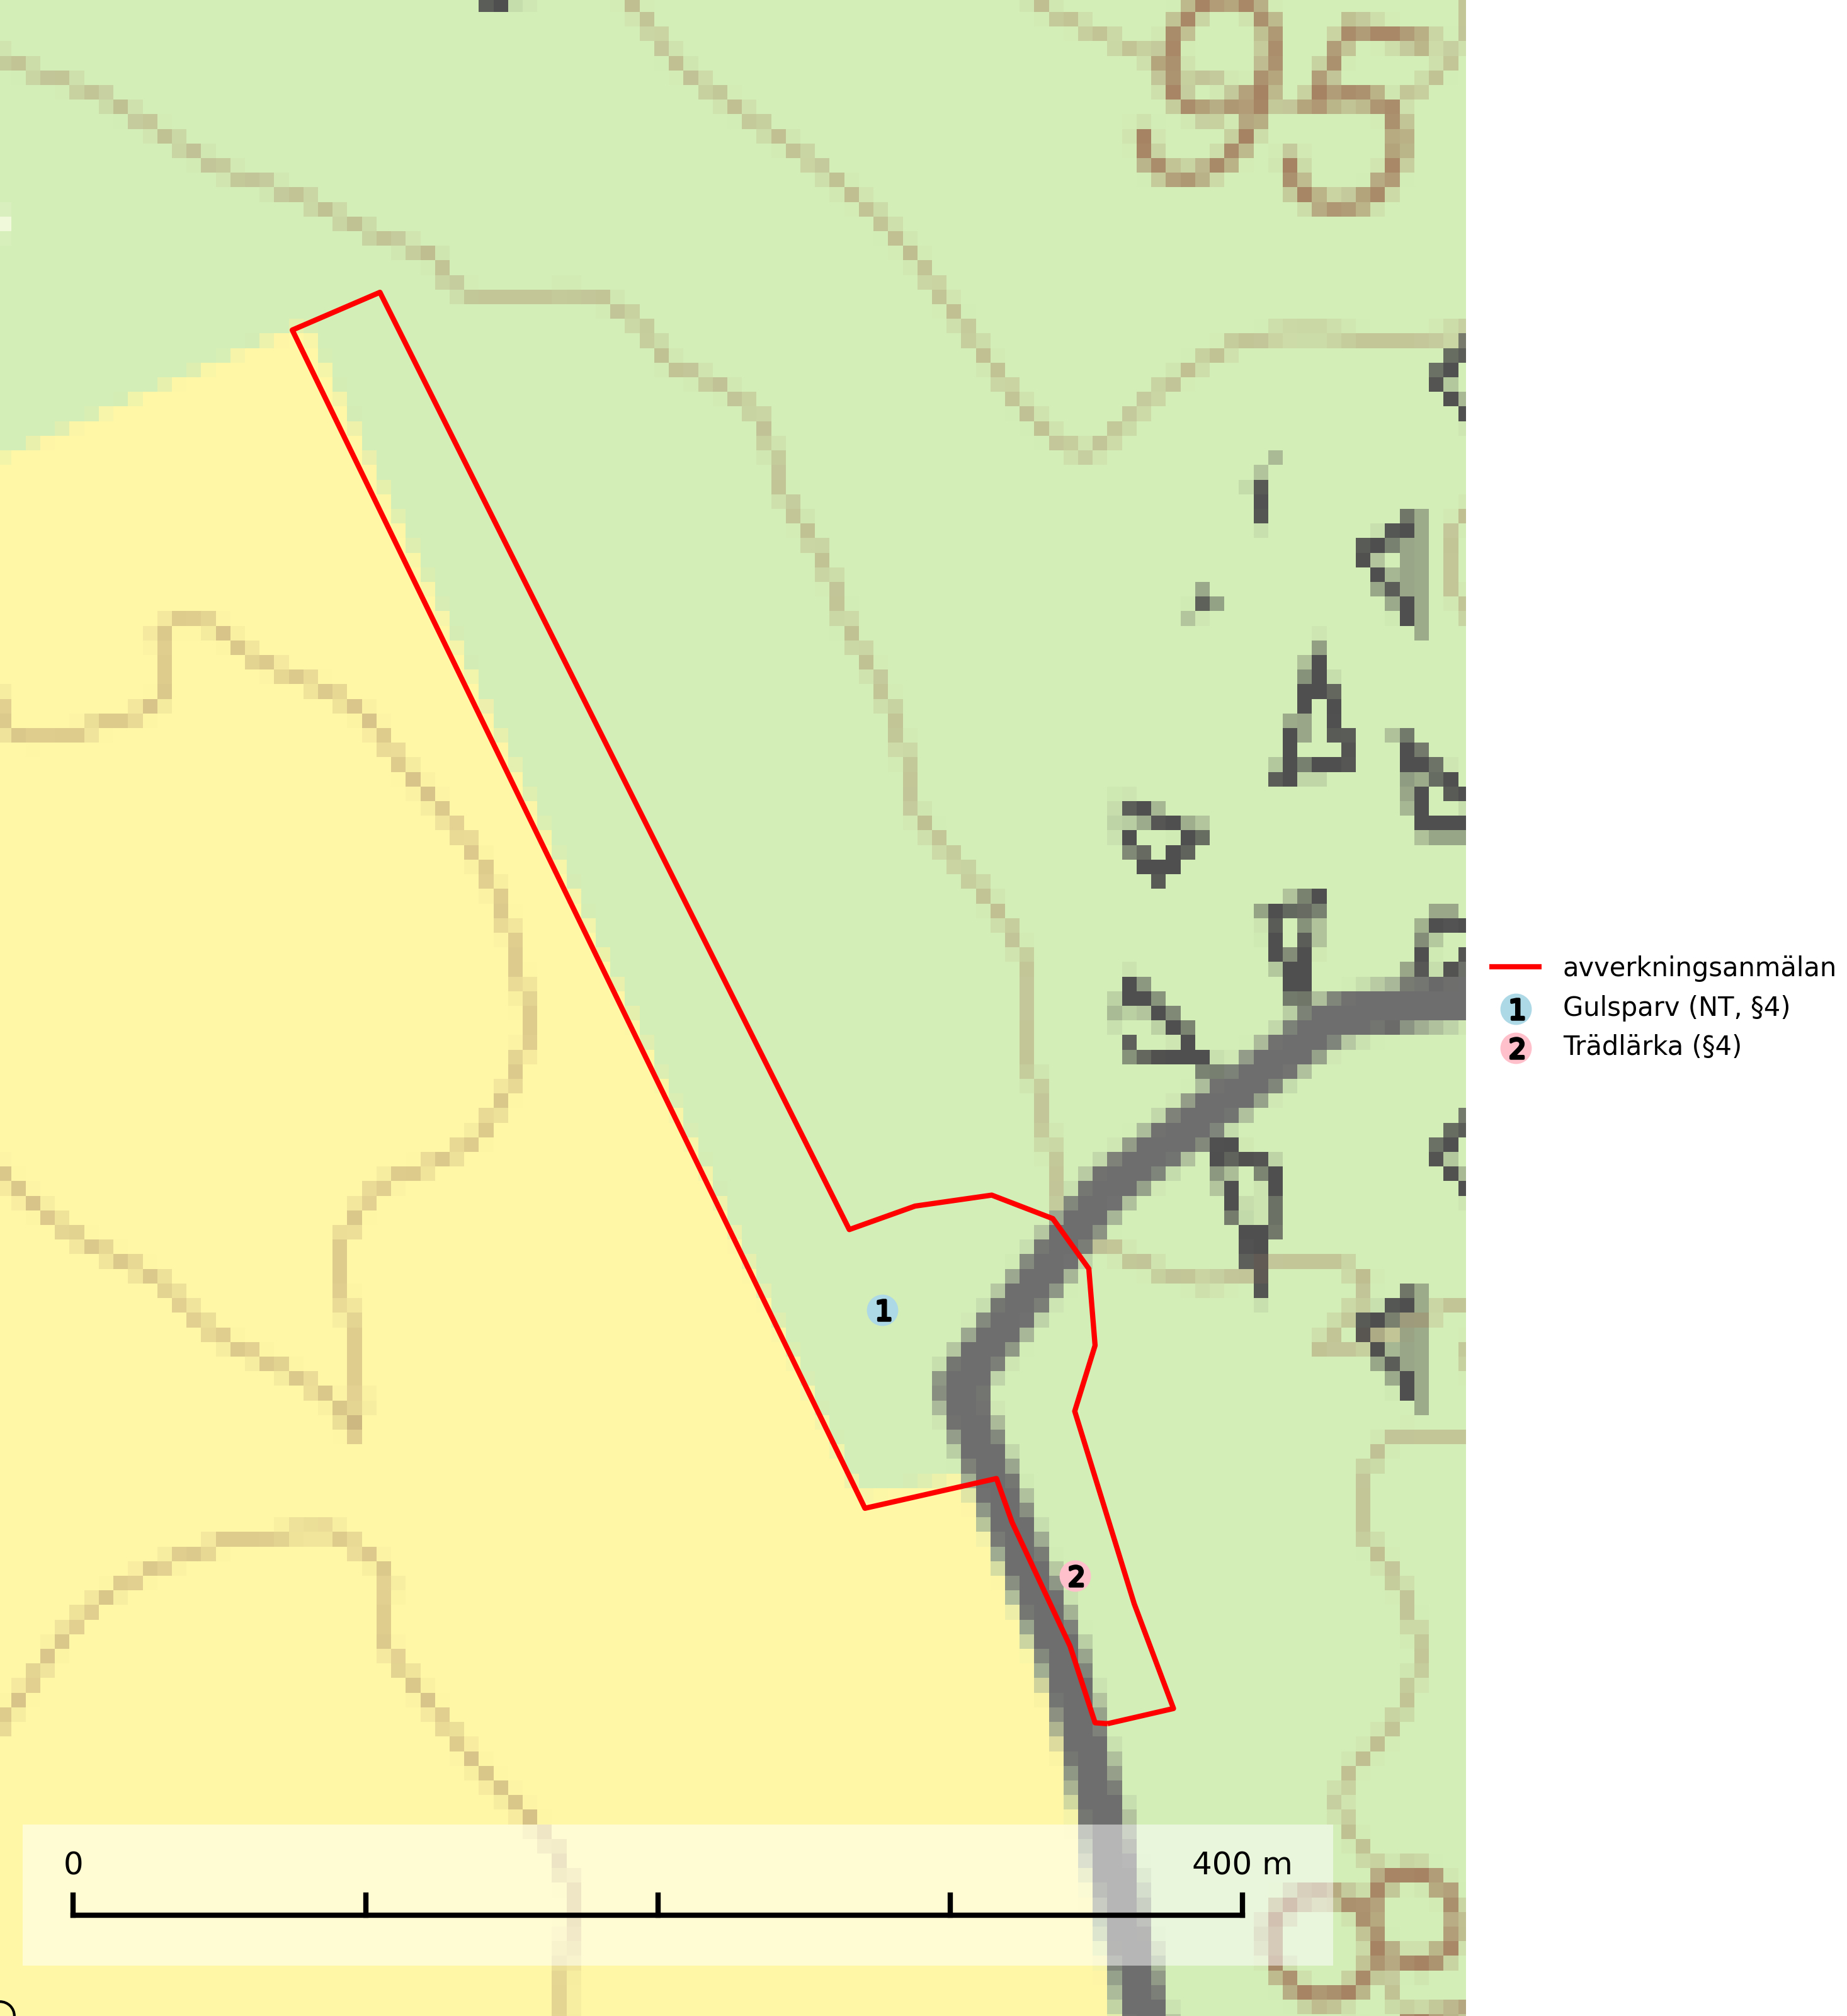 95
avverkningsanmälan
1 Gulsparv (NT, §4)
2 Trädlärka (§4)
1
2
0 400 m